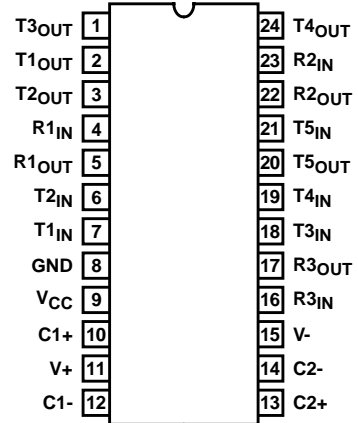 T3OUT 1 24 T4OUT
T1OUT 2 23 R2IN
T2OUT 3 22 R2OUT
R1IN 4 21 T5IN
R1OUT 5 20 T5OUT
T2IN 6 19 T4IN
T1IN 7 18 T3IN
GND 8 17 R3OUT
VCC 9 16 R3IN
C1+ 10 15 V-
V+ 11 14 C2-
C1- 12 13 C2+